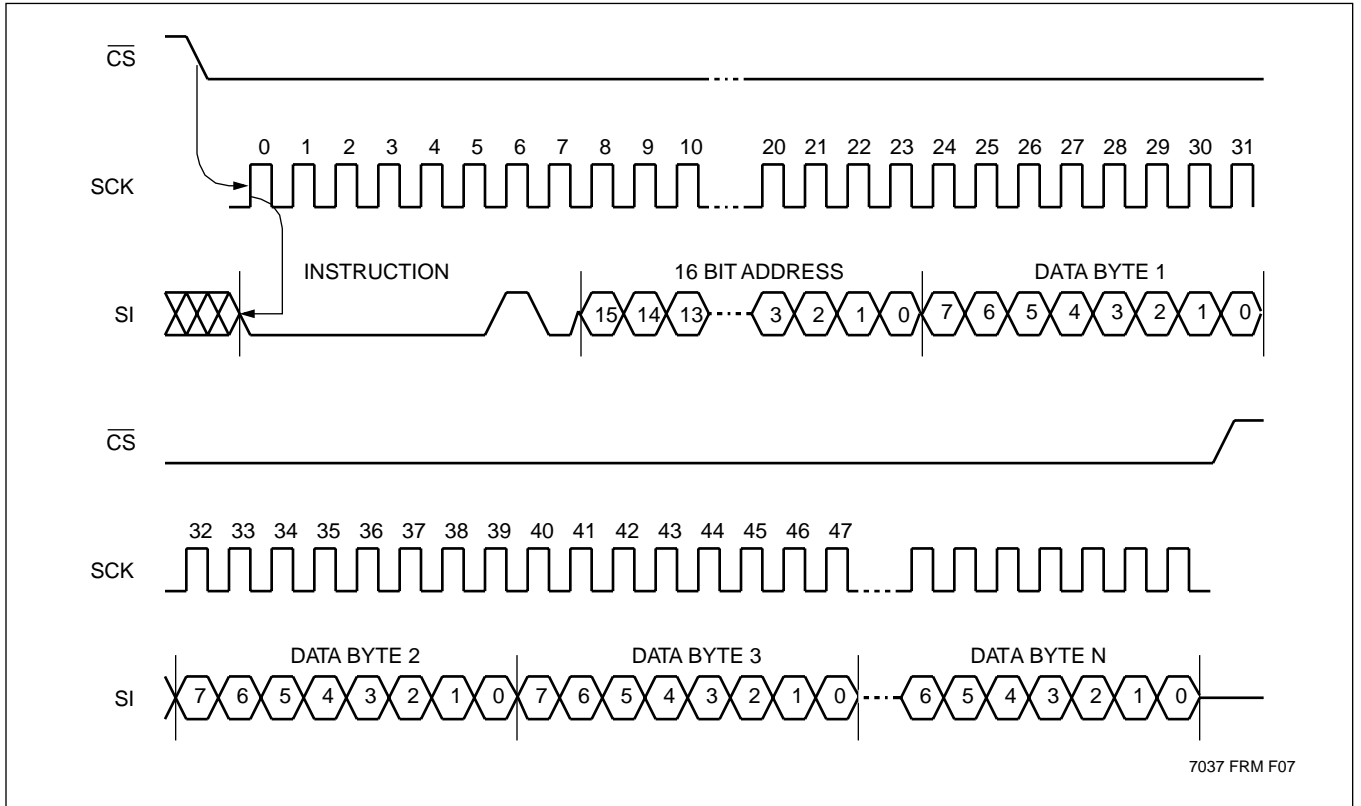 CS
0 1 2 3 4 5 6 7 8 9 10 20 21 22 23 24 25 26 27 28 29 30 31
SCK
INSTRUCTION 16 BIT ADDRESS DATA BYTE 1
SI 15 14 13 3 2 1 0 7 6 5 4 3 2 1 0
CS
32 33 34 35 36 37 38 39 40 41 42 43 44 45 46 47
SCK
DATA BYTE 2 DATA BYTE 3 DATA BYTE N
SI 7 6 5 4 3 2 1 0 7 6 5 4 3 2 1 0 6 5 4 3 2 1 0
7037 FRM F07